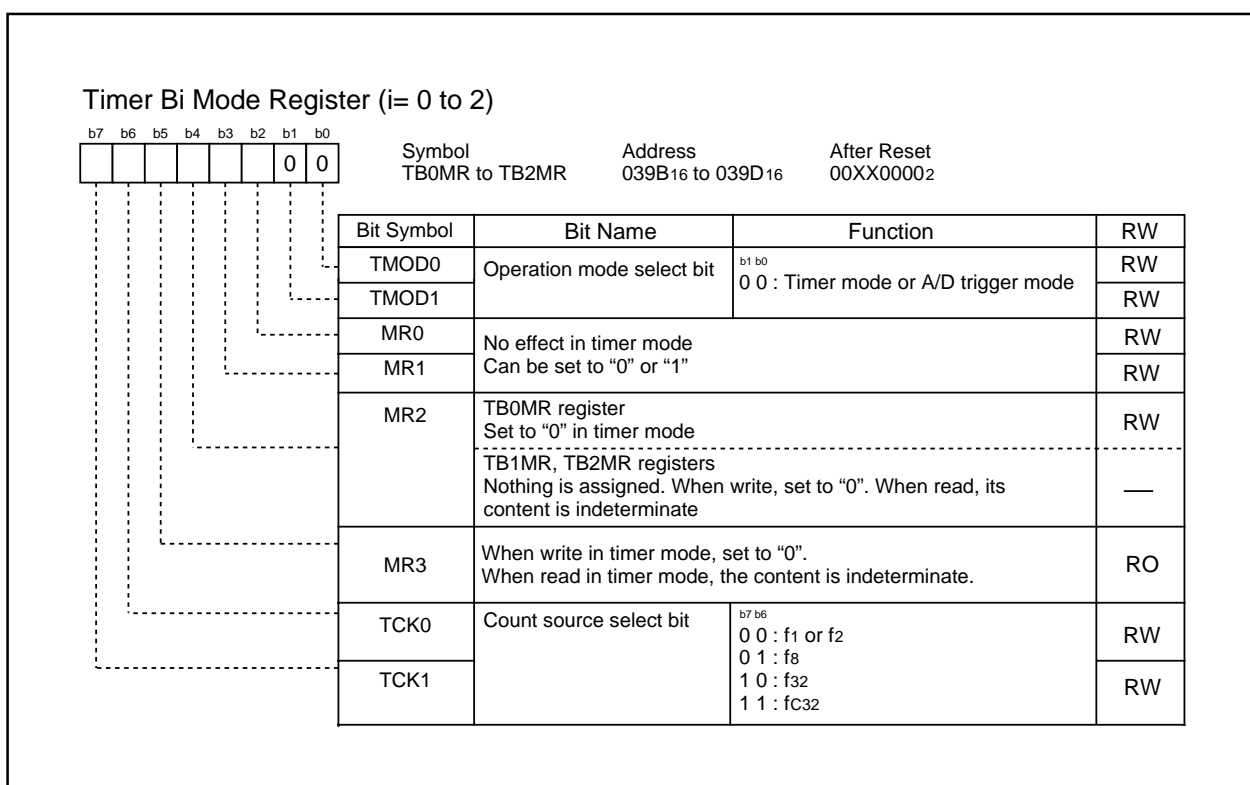 Timer Bi Mode Register (i= 0 to 2)
b7 b6 b5 b4 b3 b2 b1 b0
0 0
Symbol Address After Reset
TB0MR to TB2MR 039B16 to 039D16 00XX00002
Bit Symbol Bit Name Function RW
TMOD0 Operation mode select bit b1 b0 RW
0 0 : Timer mode or A/D trigger mode
TMOD1 RW
MR0 No effect in timer mode RW
MR1 Can be set to “0” or “1” RW
MR2 TB0MR register RW
Set to “0” in timer mode
TB1MR, TB2MR registers
Nothing is assigned. When write, set to “0”. When read, its —
content is indeterminate
MR3 When write in timer mode, set to “0”. RO
When read in timer mode, the content is indeterminate.
TCK0 Count source select bit b7 b6 RW
0 0 : f1 or f2
0 1 : f8
TCK1 1 0 : f32 RW
1 1 : fC32